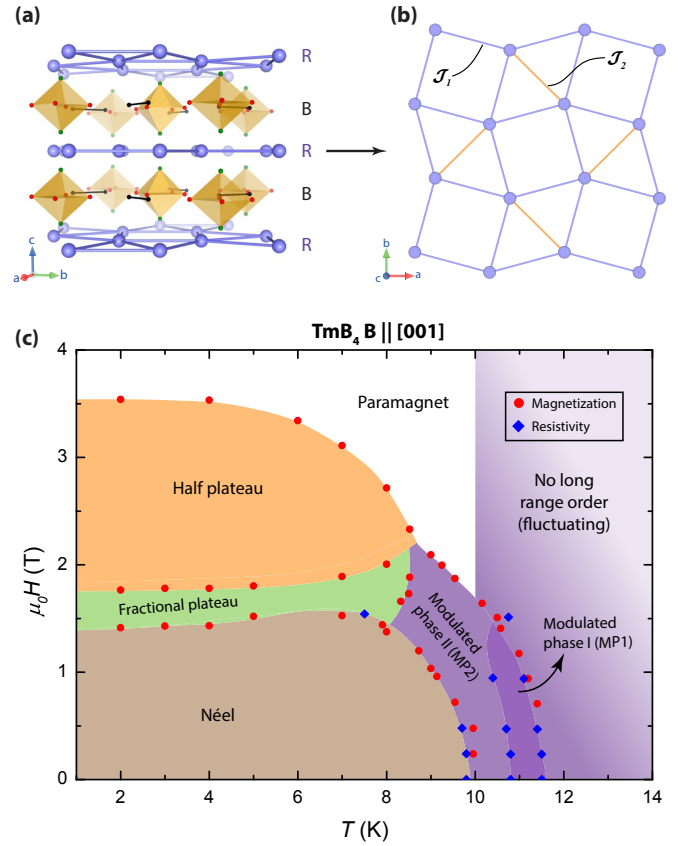 (a)
R
B
R
B
R
c
a
b
(b)
𝒥1
𝒥2
b
c
a
(c)
TmB4 B || [001]
μ0H (T)
4
3
2
1
0
Paramagnet
Magnetization
Resistivity
No long
range order
(fluctuating)
Half plateau
Fractional plateau
Modulated
phase II (MP2)
Modulated
phase I (MP1)
Néel
2 4 6 8 10 12 14
T (K)